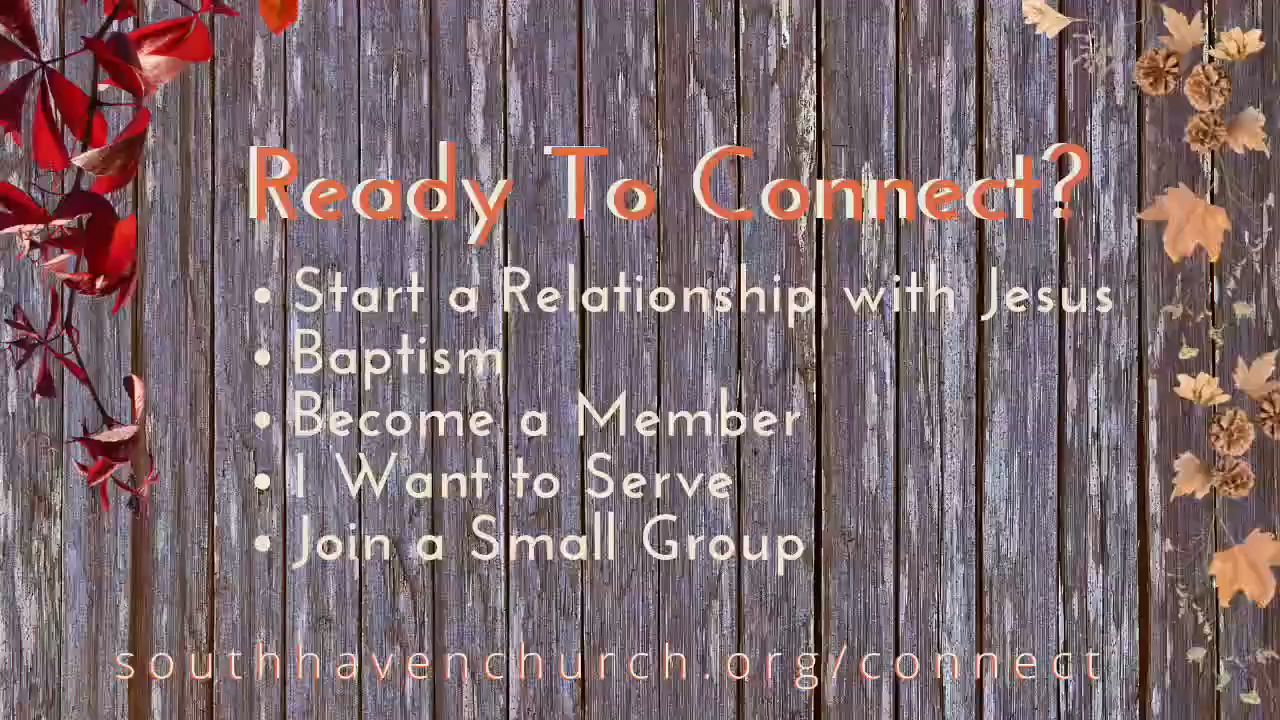 Ready To Connect?
• Start a Relationship with Jesus
• Baptism
• Become a Member
• I Want to Serve
• Join a Small Group
southhavenchurch.org/connect